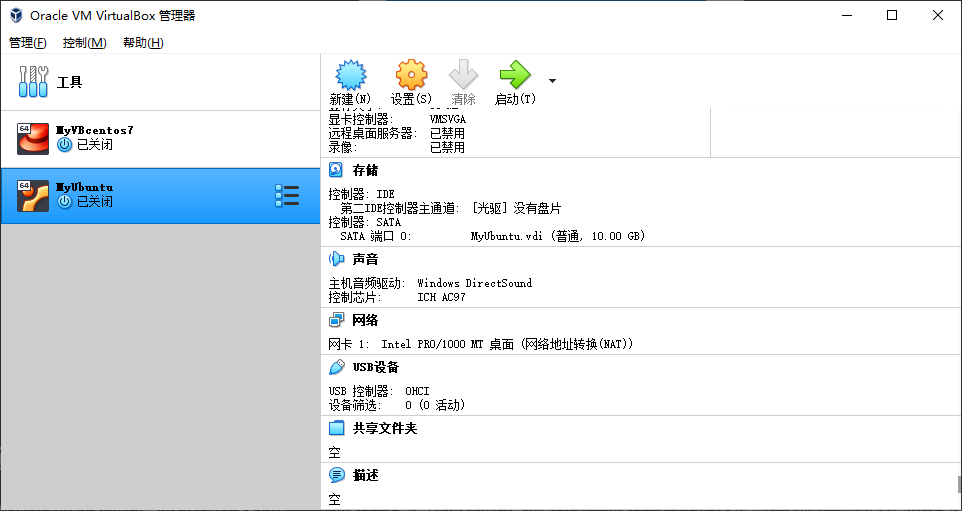 Oracle VM VirtualBox 管理器
管理(F) 控制(M) 帮助(H)
工具
64 MyVBcentos7
已关闭
64 MyUbuntu
已关闭
新建(N) 设置(S) 清除 启动(T)
显卡控制器: VMSVGA
远程桌面服务器: 已禁用
录像: 已禁用
存储
控制器: IDE
第二IDE控制器主通道: [光驱] 没有盘片
控制器: SATA
SATA 端口 0: MyUbuntu.vdi (普通, 10.00 GB)
声音
主机音频驱动: Windows DirectSound
控制芯片: ICH AC97
网络
网卡 1: Intel PRO/1000 MT 桌面 (网络地址转换(NAT))
USB设备
USB 控制器: OHCI
设备筛选: 0 (0 活动)
共享文件夹
空
描述
空